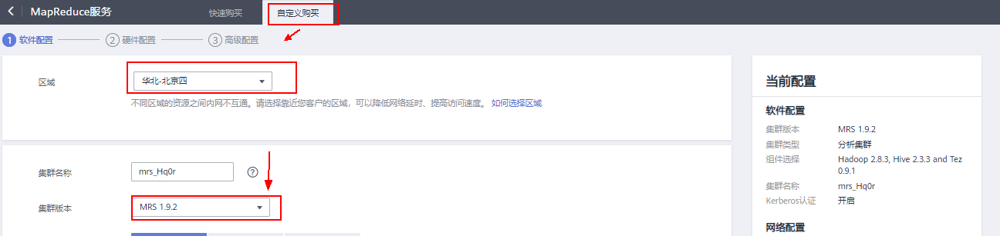 MapReduce服务
快速购买
自定义购买
1 软件配置
2 硬件配置
3 高级配置
区域
华北-北京四
不同区域的资源之间内网不互通。请选择靠近您客户的区域，可以降低网络延时、提高访问速度。 如何选择区域
集群名称
mrs_Hq0r
?
集群版本
MRS 1.9.2
当前配置
软件配置
集群版本 MRS 1.9.2
集群类型 分析集群
组件选择 Hadoop 2.8.3, Hive 2.3.3 and Tez
0.9.1
集群名称 mrs_Hq0r
Kerberos认证 开启
网络配置